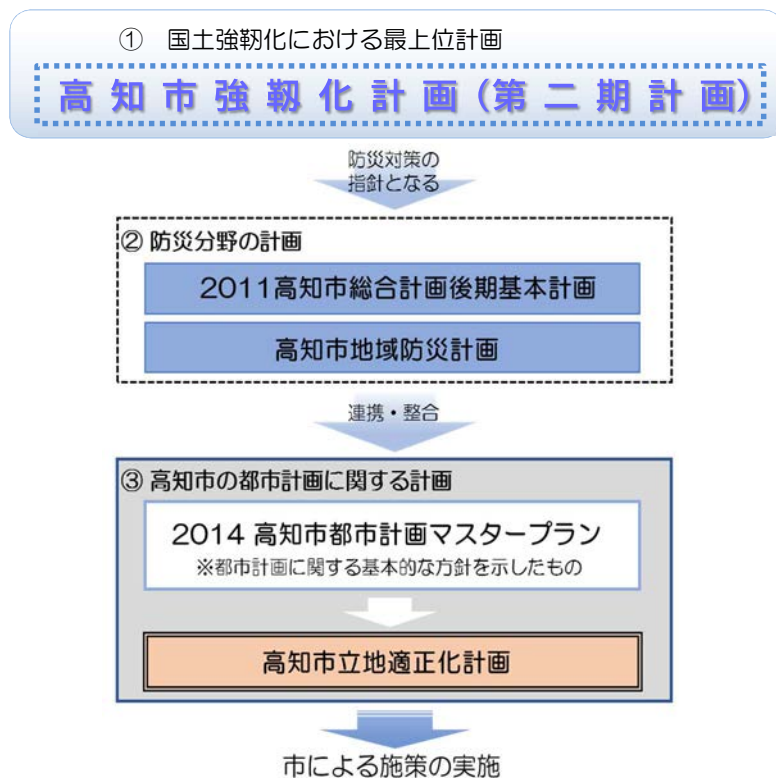 ① 国土強靭化における最上位計画
高知市強靱化計画(第二期計画)
防災対策の
指針となる
② 防災分野の計画
2011高知市総合計画後期基本計画
高知市地域防災計画
連携・整合
③ 高知市の都市計画に関する計画
2014 高知市都市計画マスタープラン
※都市計画に関する基本的な方針を示したもの
高知市立地適正化計画
市による施策の実施